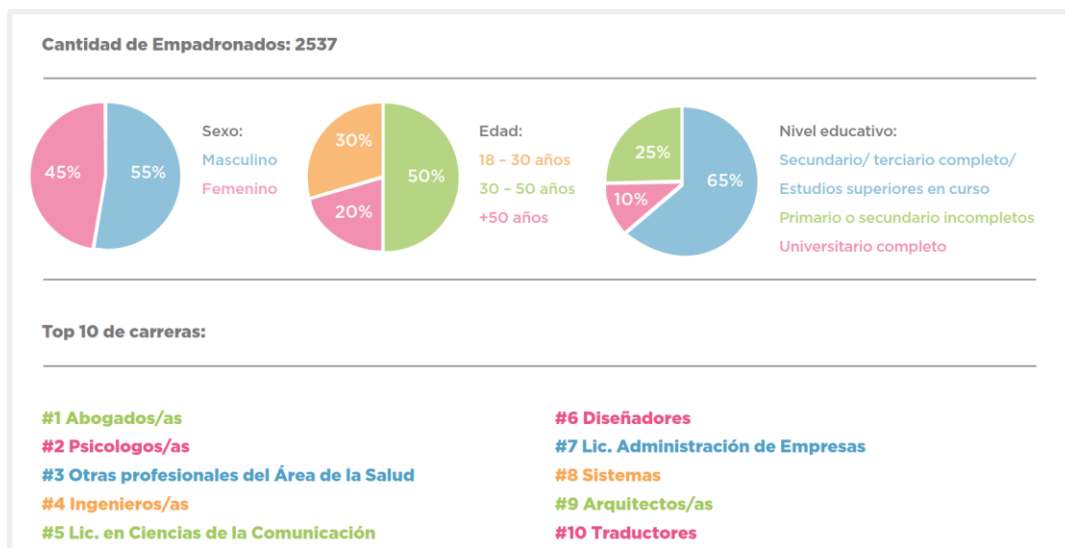 Cantidad de Empadronados: 2537
45%
55%
Sexo:
Masculino
Femenino
30%
50%
20%
Edad:
18 – 30 años
30 – 50 años
+50 años
25%
65%
10%
Nivel educativo:
Secundario/ terciario completo/
Estudios superiores en curso
Primario o secundario incompletos
Universitario completo
Top 10 de carreras:
#1 Abogados/as
#2 Psicologos/as
#3 Otras profesionales del Área de la Salud
#4 Ingenieros/as
#5 Lic. en Ciencias de la Comunicación
#6 Diseñadores
#7 Lic. Administración de Empresas
#8 Sistemas
#9 Arquitectos/as
#10 Traductores